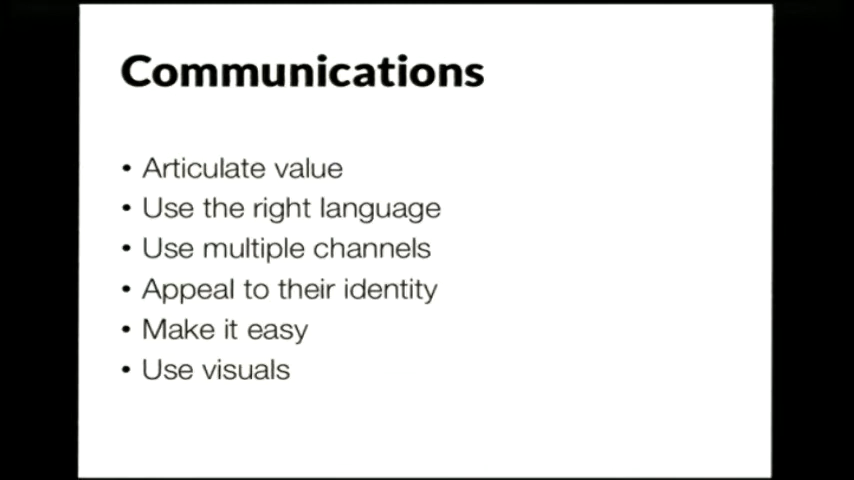 Communications
• Articulate value
• Use the right language
• Use multiple channels
• Appeal to their identity
• Make it easy
• Use visuals